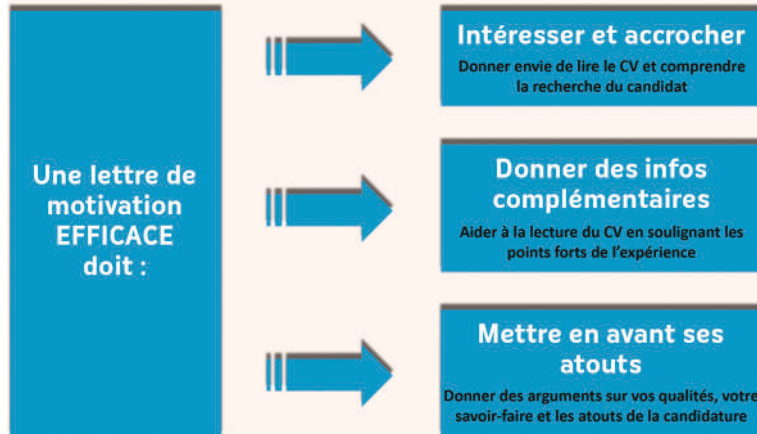 Une lettre de
motivation
EFFICACE
doit :
Intéresser et accrocher
Donner envie de lire le CV et comprendre
la recherche du candidat
Donner des infos
complémentaires
Aider à la lecture du CV en soulignant les
points forts de l’expérience
Mettre en avant ses
atouts
Donner des arguments sur vos qualités, votre
savoir-faire et les atouts de la candidature